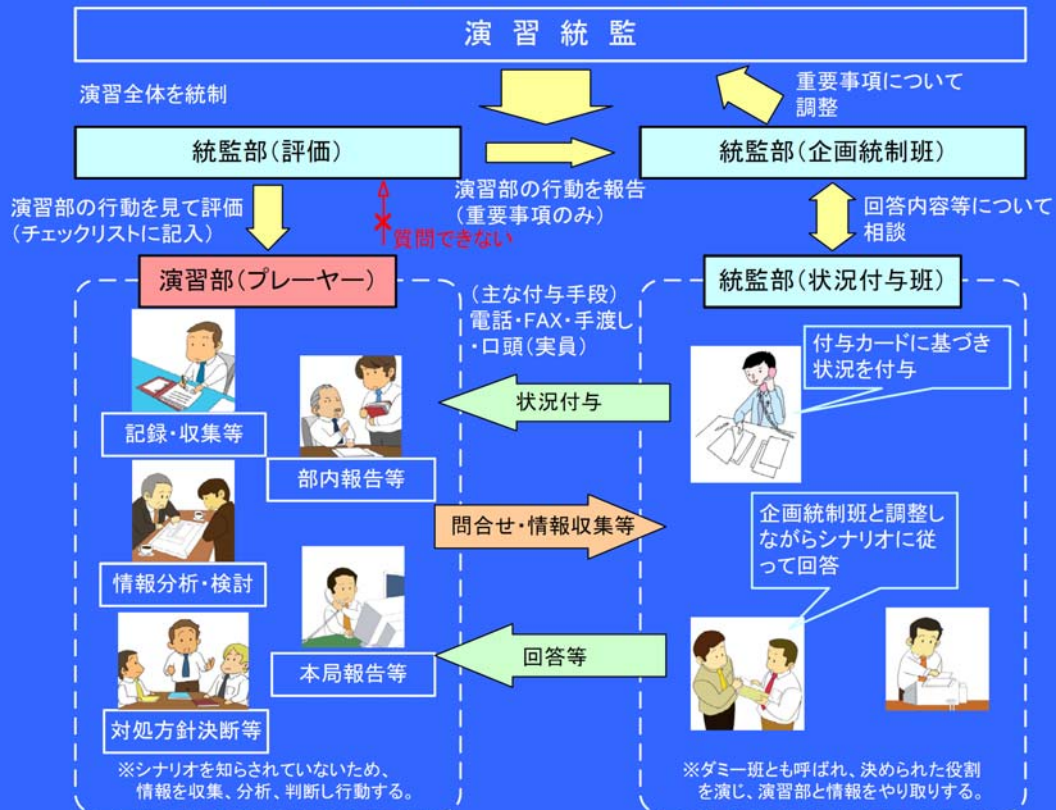 演習統監
演習全体を統制
重要事項について
調整
統監部（評価）
統監部（企画統制班）
演習部の行動を見て評価
（チェックリストに記入）
質問できない
演習部の行動を報告
（重要事項のみ）
回答内容等について
相談
演習部（プレーヤー）
（主な付与手段）
電話・FAX・手渡し
・口頭（実員）
統監部（状況付与班）
付与カードに基づき
状況を付与
状況付与
記録・収集等
部内報告等
問合せ・情報収集等
企画統制班と調整し
ながらシナリオに従
って回答
情報分析・検討
回答等
本局報告等
対処方針決断等
※シナリオを知らされていないため、
情報を収集、分析、判断し行動する。
※ダミー班とも呼ばれ、決められた役割
を演じ、演習部と情報をやり取りする。